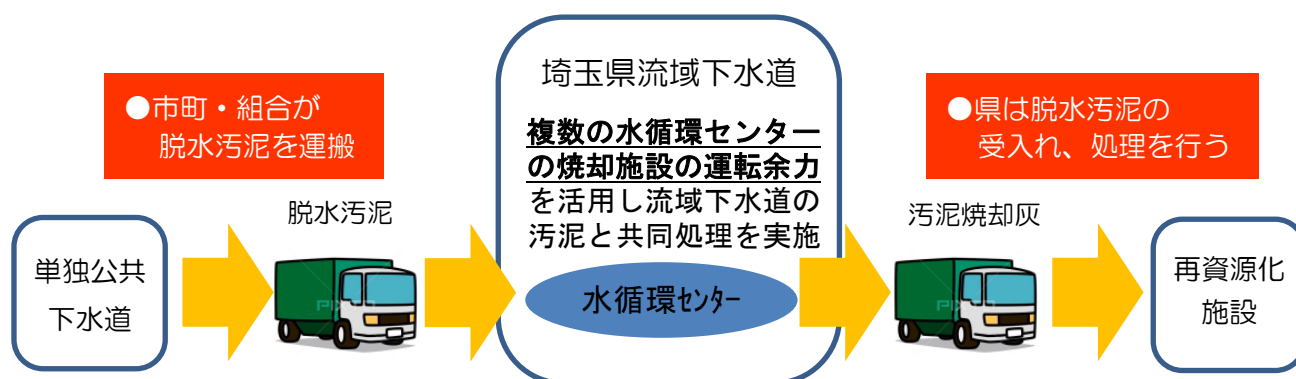 ●市町・組合が
脱水汚泥を運搬
単独公共
下水道
脱水汚泥
埼玉県流域下水道
複数の水循環センター
の焼却施設の運転余力
を活用し流域下水道の
汚泥と共同処理を実施
水循環ｾﾝﾀｰ
●県は脱水汚泥の
受入れ、処理を行う
汚泥焼却灰
再資源化
施設